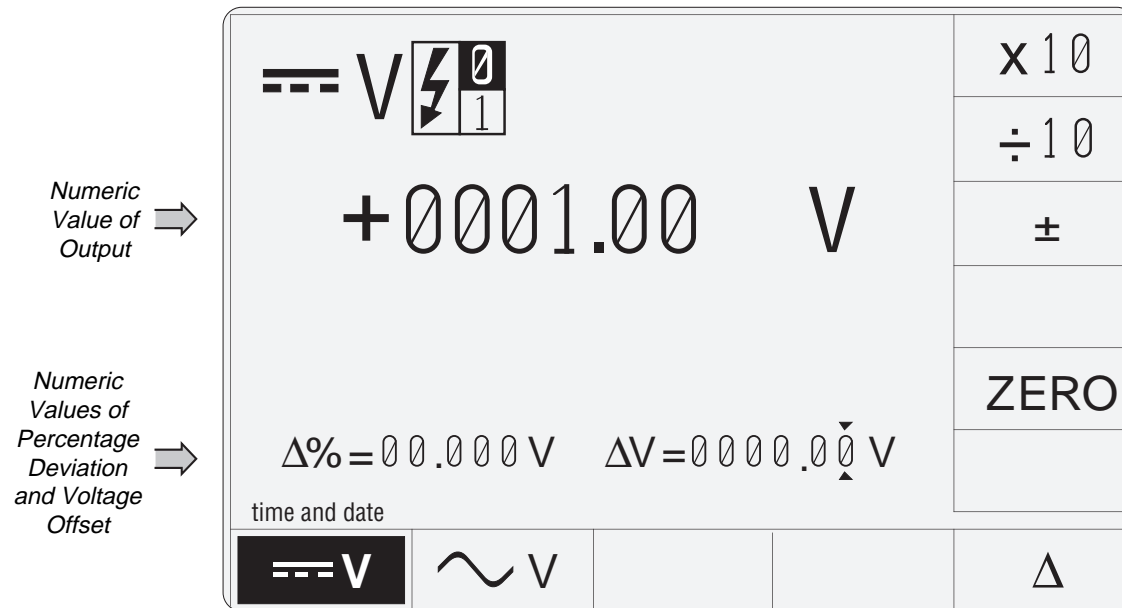 V 0
1
x10
÷10
Numeric
Value of
Output
+0001.00 V
±
ZERO
Numeric
Values of
Percentage
Deviation
and Voltage
Offset
Δ%=00.000V ΔV=0000.00 V
time and date
V
V
Δ